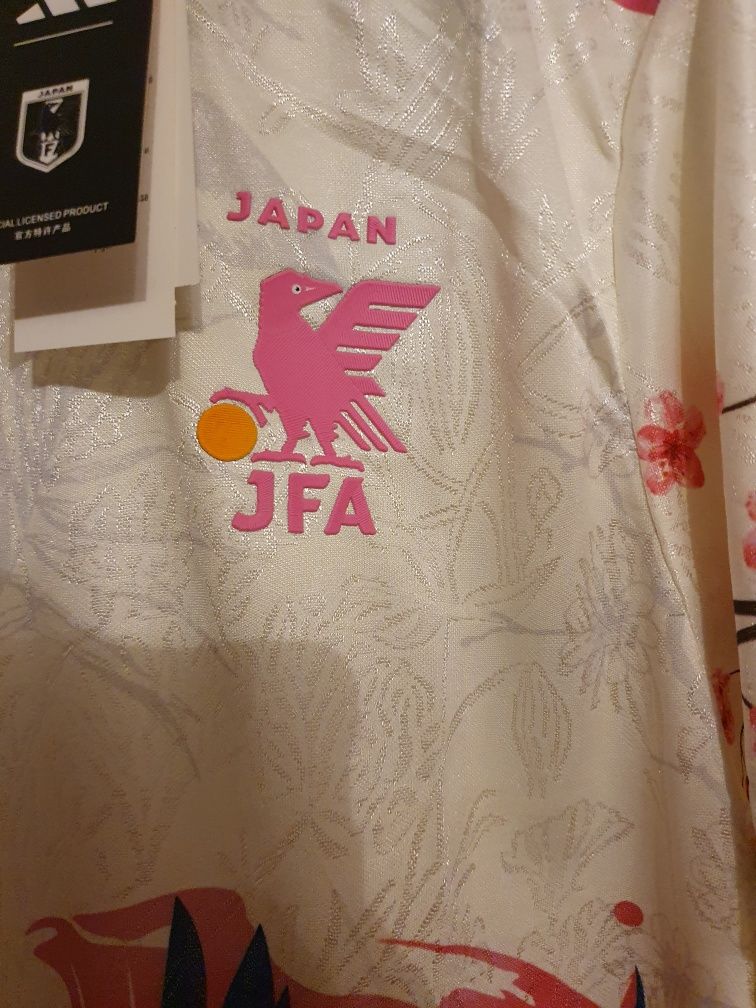 JAPAN
CIAL LICENSED PRODUCT
官方特许产品
JAPAN
JFA